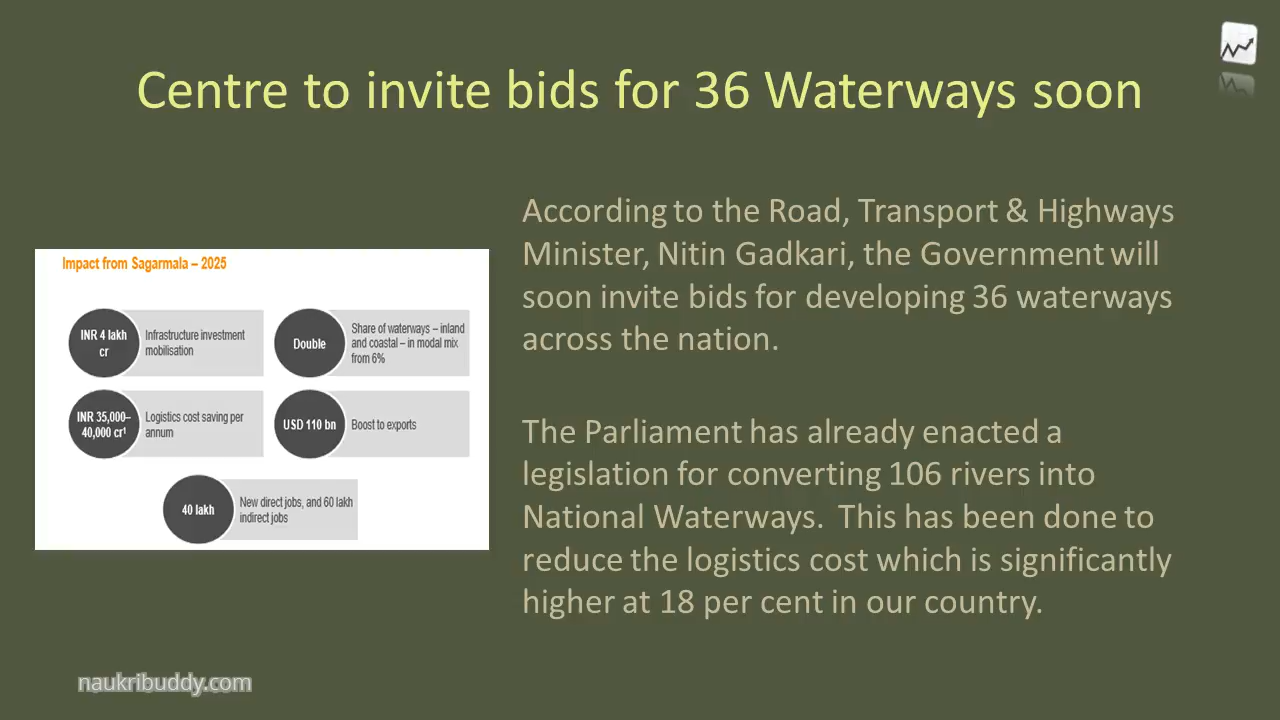 Centre to invite bids for 36 Waterways soon
Impact from Sagarmala – 2025
INR 4 lakh
cr
Infrastructure investment
mobilisation
Double
Share of waterways – inland
and coastal – in modal mix
from 6%
INR 35,000–
40,000 cr¹
Logistics cost saving per
annum
USD 110 bn
Boost to exports
40 lakh
New direct jobs, and 60 lakh
indirect jobs
According to the Road, Transport & Highways
Minister, Nitin Gadkari, the Government will
soon invite bids for developing 36 waterways
across the nation.
The Parliament has already enacted a
legislation for converting 106 rivers into
National Waterways.  This has been done to
reduce the logistics cost which is significantly
higher at 18 per cent in our country.
naukribuddy.com